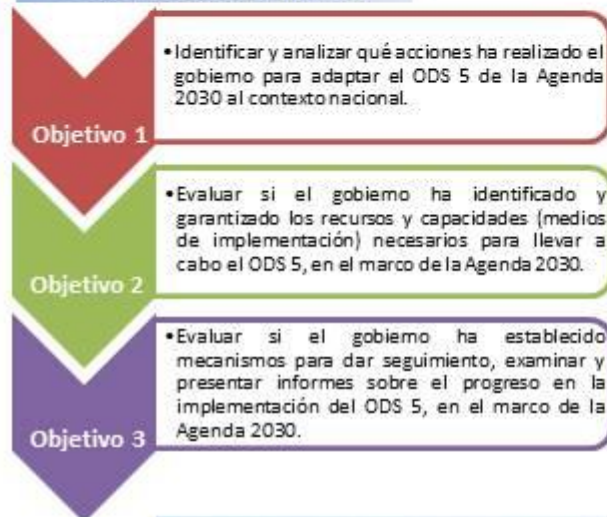 •Identificar y analizar qué acciones ha realizado el
gobierno para adaptar el ODS 5 de la Agenda
2030 al contexto nacional.
Objetivo 1
•Evaluar si el gobierno ha identificado y
garantizado los recursos y capacidades (medios
de implementación) necesarios para llevar a
cabo el ODS 5, en el marco de la Agenda 2030.
Objetivo 2
•Evaluar si el gobierno ha establecido
mecanismos para dar seguimiento, examinar y
presentar informes sobre el progreso en la
implementación del ODS 5, en el marco de la
Agenda 2030.
Objetivo 3